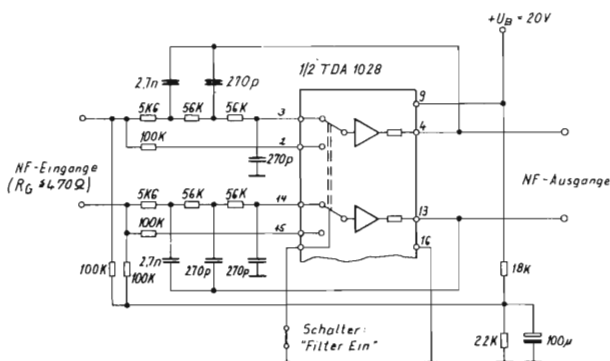 +U_B = 20V
1/2 TDA 1028
2,7n
270p
9
5K6
56K
56K
3
4
100K
2
270p
NF-Eingänge
(R_G ≤ 470Ω)
NF-Ausgänge
5K6
56K
56K
14
13
100K
15
16
100K
100K
2,7n
270p
270p
18K
Schalter:
"Filter Ein"
22K
100µ